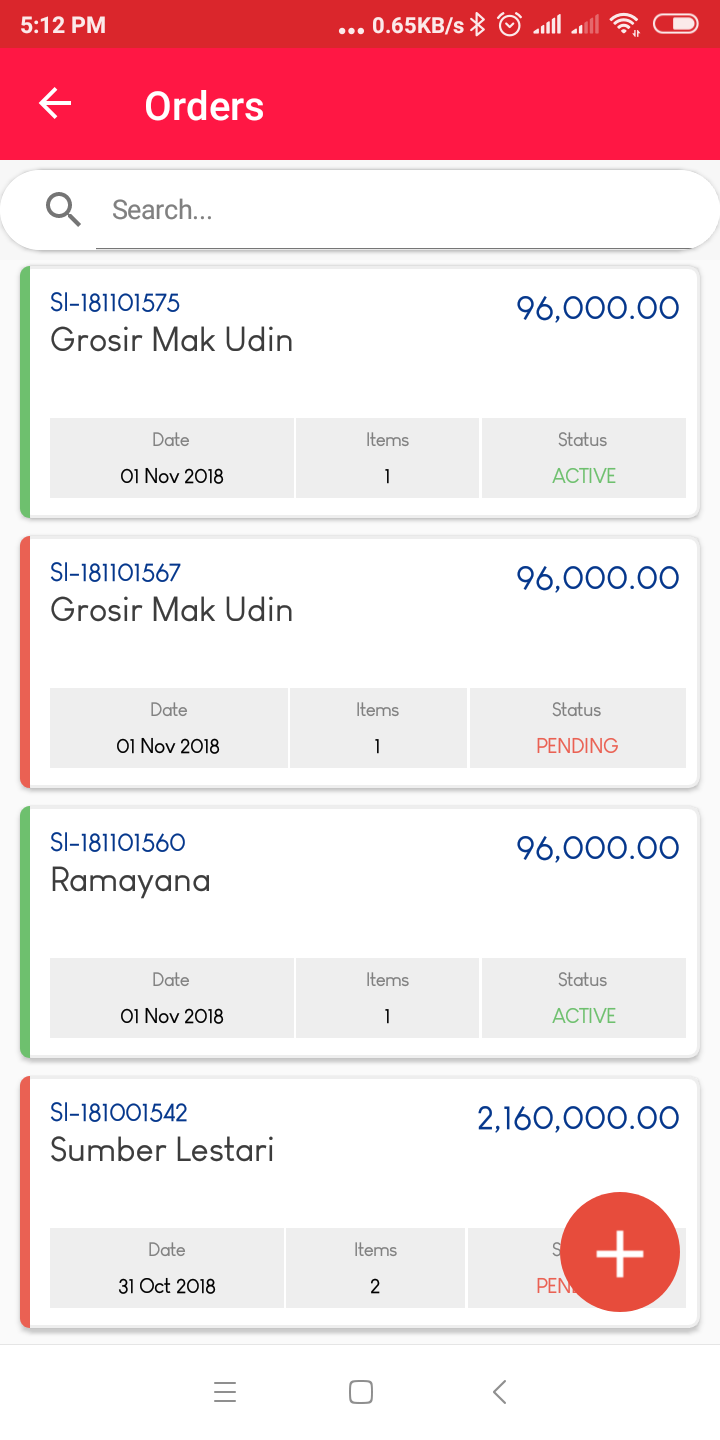 5:12 PM
... 0.65KB/s
Orders
Search...
SI-181101575
96,000.00
Grosir Mak Udin
Date
Items
Status
01 Nov 2018
1
ACTIVE
SI-181101567
96,000.00
Grosir Mak Udin
Date
Items
Status
01 Nov 2018
1
PENDING
SI-181101560
96,000.00
Ramayana
Date
Items
Status
01 Nov 2018
1
ACTIVE
SI-181001542
2,160,000.00
Sumber Lestari
Date
Items
31 Oct 2018
2